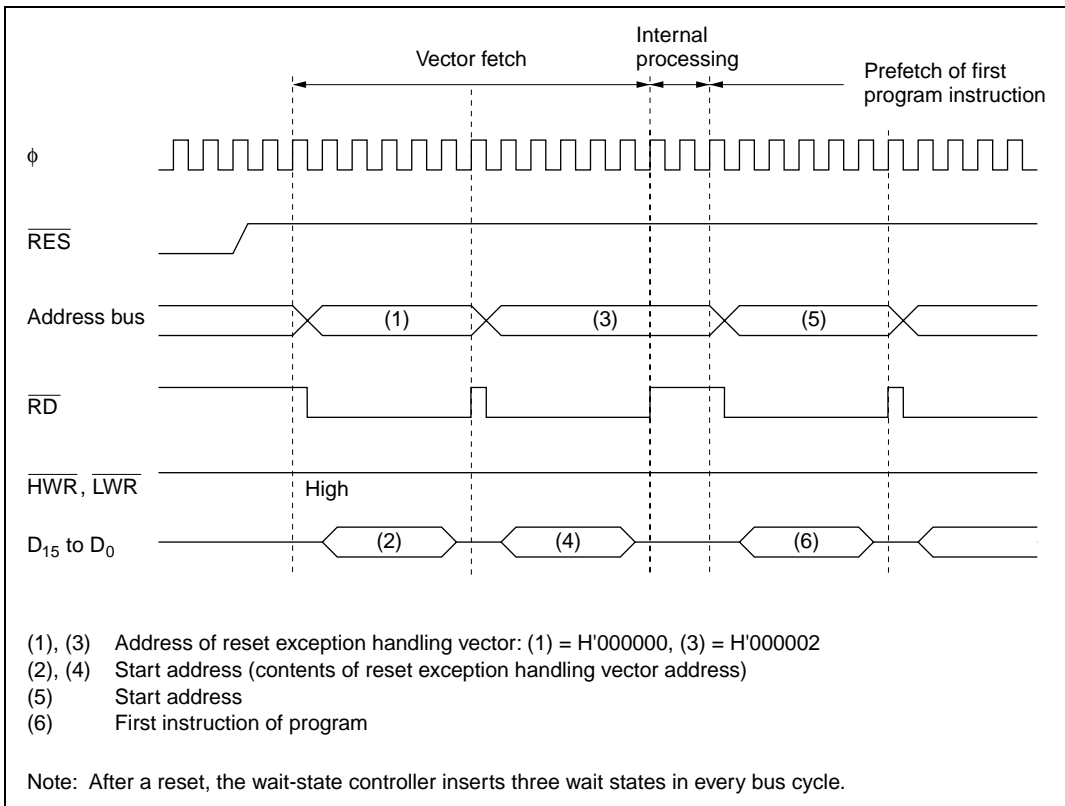 Vector fetch
Internal
processing
Prefetch of first
program instruction
ϕ
RES
Address bus
(1)
(3)
(5)
RD
HWR, LWR
High
D15 to D0
(2)
(4)
(6)
(1), (3) Address of reset exception handling vector: (1) = H'000000, (3) = H'000002
(2), (4) Start address (contents of reset exception handling vector address)
(5) Start address
(6) First instruction of program
Note: After a reset, the wait-state controller inserts three wait states in every bus cycle.